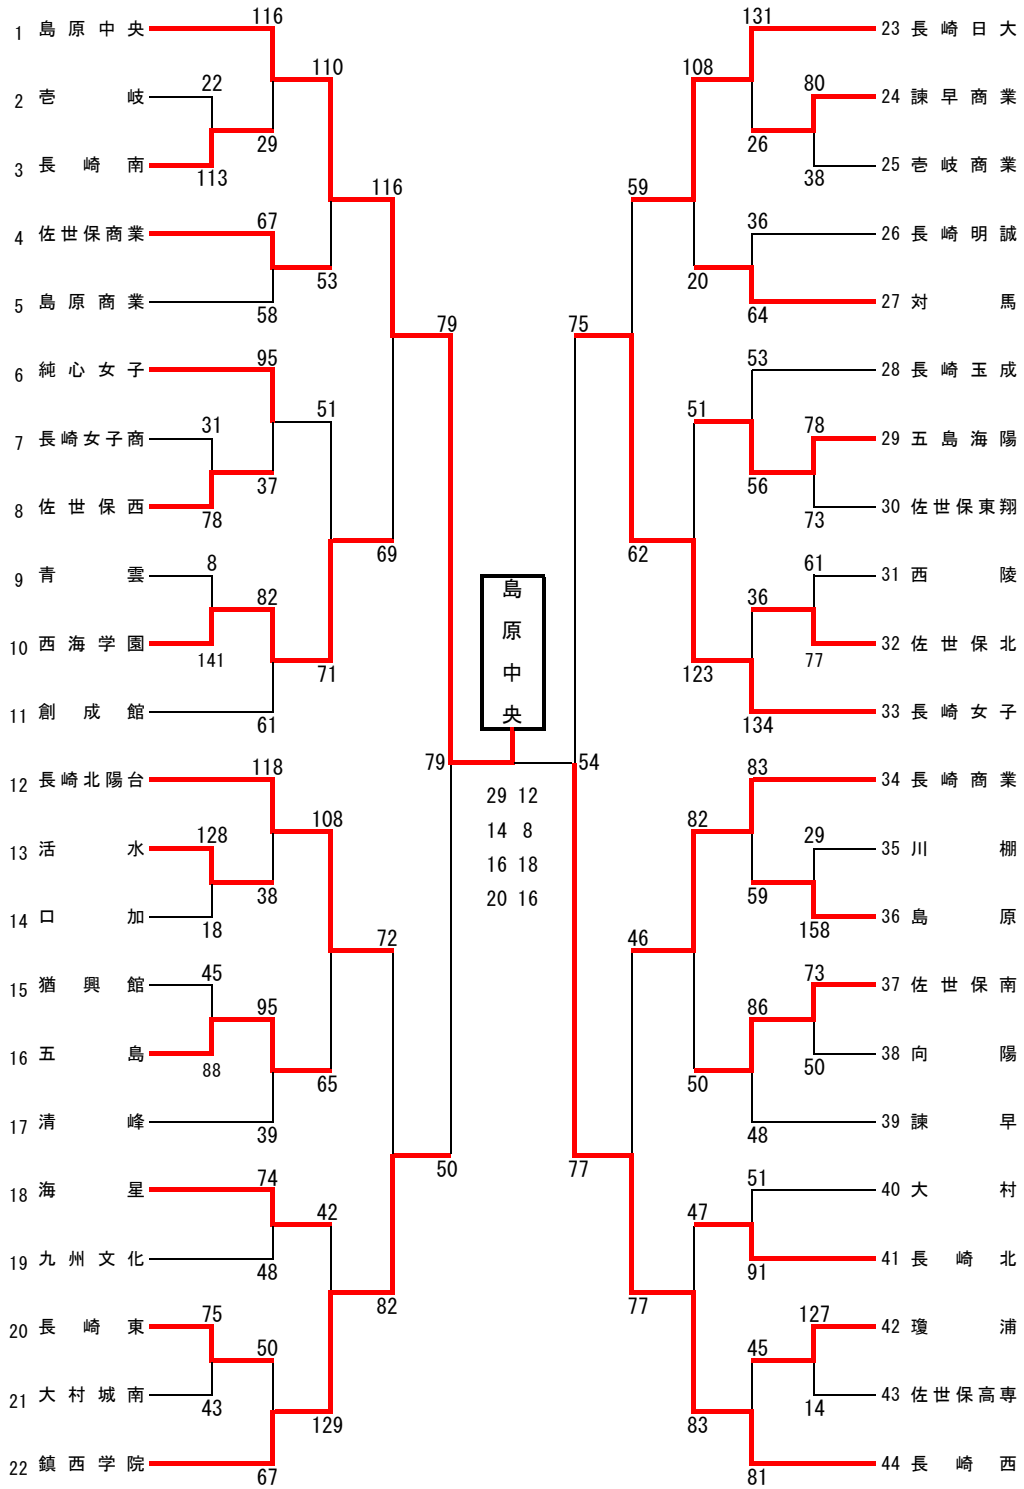 1 島原中央
2 壱岐
3 長崎南
4 佐世保商業
5 島原商業
6 純心女子
7 長崎女子商
8 佐世保西
9 青雲
10 西海学園
11 創成館
12 長崎北陽台
13 活水
14 口加
15 猶興館
16 五島
17 清峰
18 海星
19 九州文化
20 長崎東
21 大村城南
22 鎮西学院
116
22
113
29
110
67
58
53
116
95
31
78
37
51
8
141
82
61
71
69
79
118
128
18
38
108
45
88
95
39
65
72
74
48
42
75
43
50
67
129
82
50
79
島原中央
54
29 12
14 8
16 18
20 16
75
77
59
62
46
77
108
20
51
123
82
50
47
83
131
26
36
64
53
56
36
134
83
59
86
48
51
91
45
81
80
38
78
73
61
77
29
158
73
50
127
14
23 長崎日大
24 諫早商業
25 壱岐商業
26 長崎明誠
27 対馬
28 長崎玉成
29 五島海陽
30 佐世保東翔
31 西陵
32 佐世保北
33 長崎女子
34 長崎商業
35 川棚
36 島原
37 佐世保南
38 向陽
39 諫早
40 大村
41 長崎北
42 瓊浦
43 佐世保高専
44 長崎西